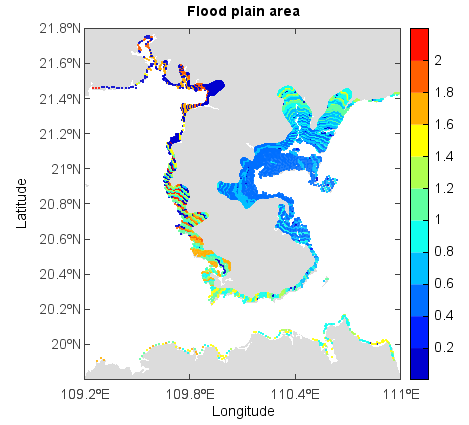 Flood plain area
21.8ºN
21.6ºN
21.4ºN
21.2ºN
21ºN
20.8ºN
20.6ºN
20.4ºN
20.2ºN
20ºN
Latitude
109.2ºE 109.8ºE 110.4ºE 111ºE
Longitude
2
1.8
1.6
1.4
1.2
1
0.8
0.6
0.4
0.2